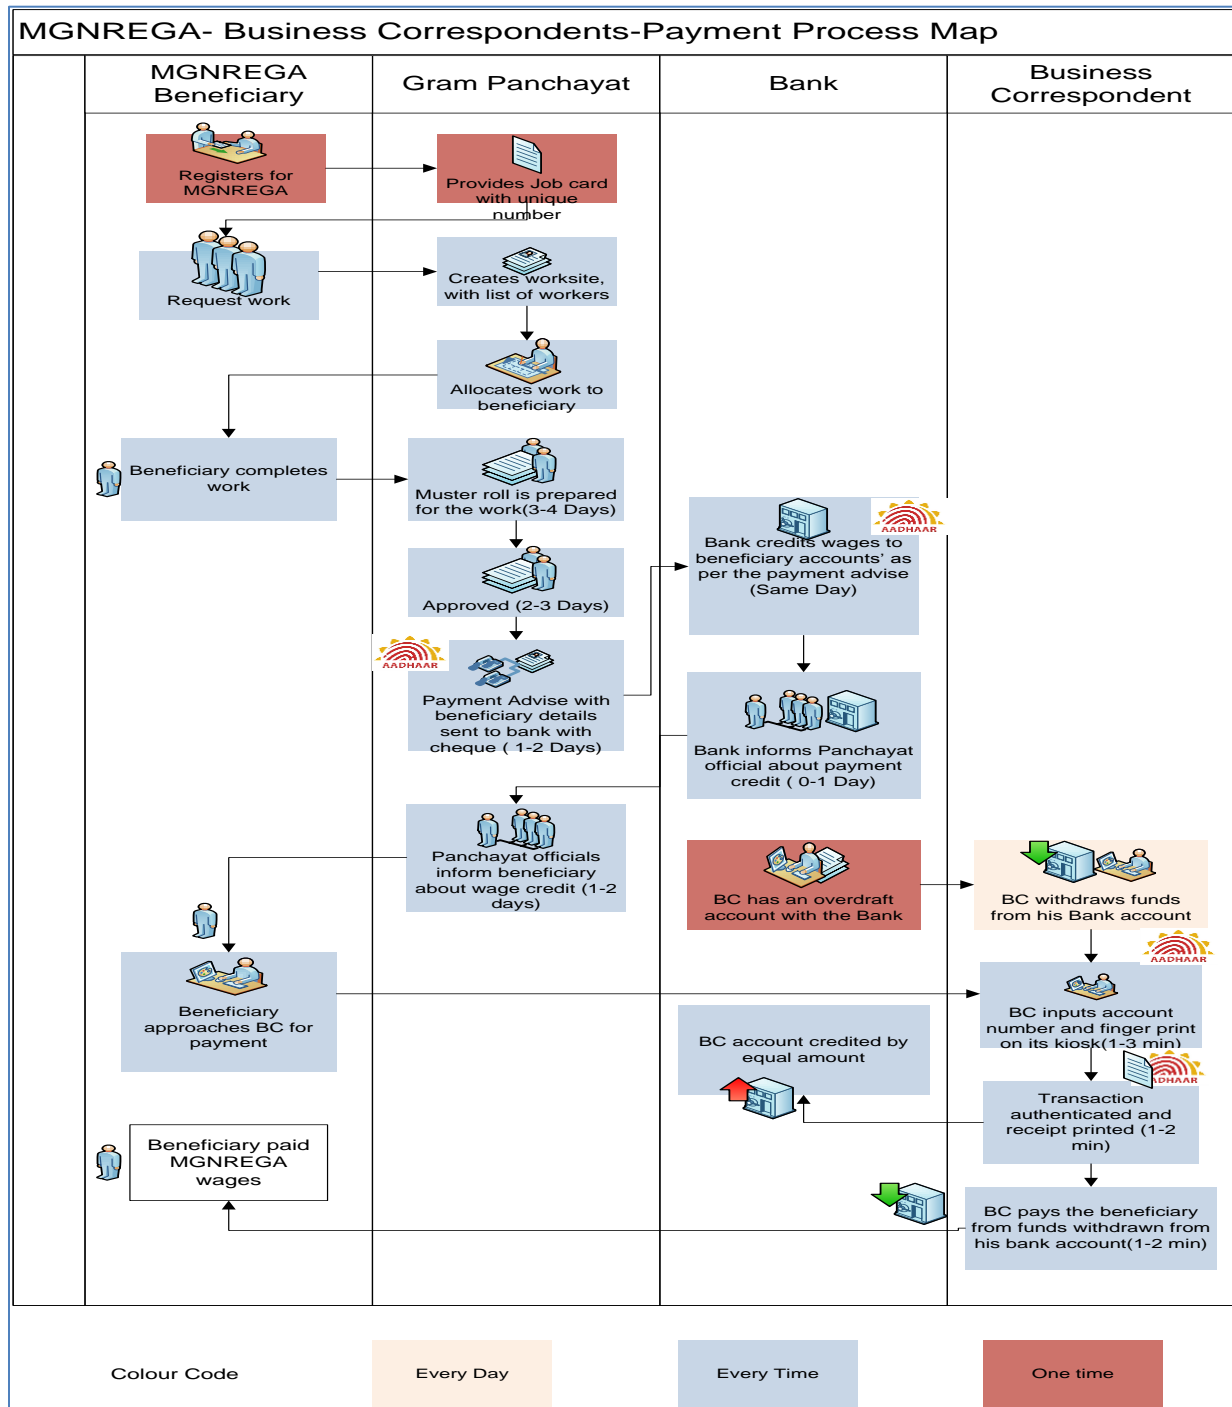 MGNREGA- Business Correspondents-Payment Process Map
MGNREGA
Beneficiary
Gram Panchayat
Bank
Business
Correspondent
Registers for
MGNREGA
Provides Job card
with unique
number
Request work
Creates worksite,
with list of workers
Allocates work to
beneficiary
Beneficiary completes
work
Muster roll is prepared
for the work(3-4 Days)
Approved (2-3 Days)
AADHAAR
Payment Advise with
beneficiary details
sent to bank with
cheque ( 1-2 Days)
AADHAAR
Bank credits wages to
beneficiary accounts’ as
per the payment advise
(Same Day)
Bank informs Panchayat
official about payment
credit ( 0-1 Day)
Panchayat officials
inform beneficiary
about wage credit (1-2
days)
BC has an overdraft
account with the Bank
BC withdraws funds
from his Bank account
Beneficiary
approaches BC for
payment
AADHAAR
BC inputs account
number and finger print
on its kiosk(1-3 min)
BC account credited by
equal amount
AADHAAR
Transaction
authenticated and
receipt printed (1-2
min)
BC pays the beneficiary
from funds withdrawn from
his bank account(1-2 min)
Beneficiary paid
MGNREGA
wages
Colour Code
Every Day
Every Time
One time